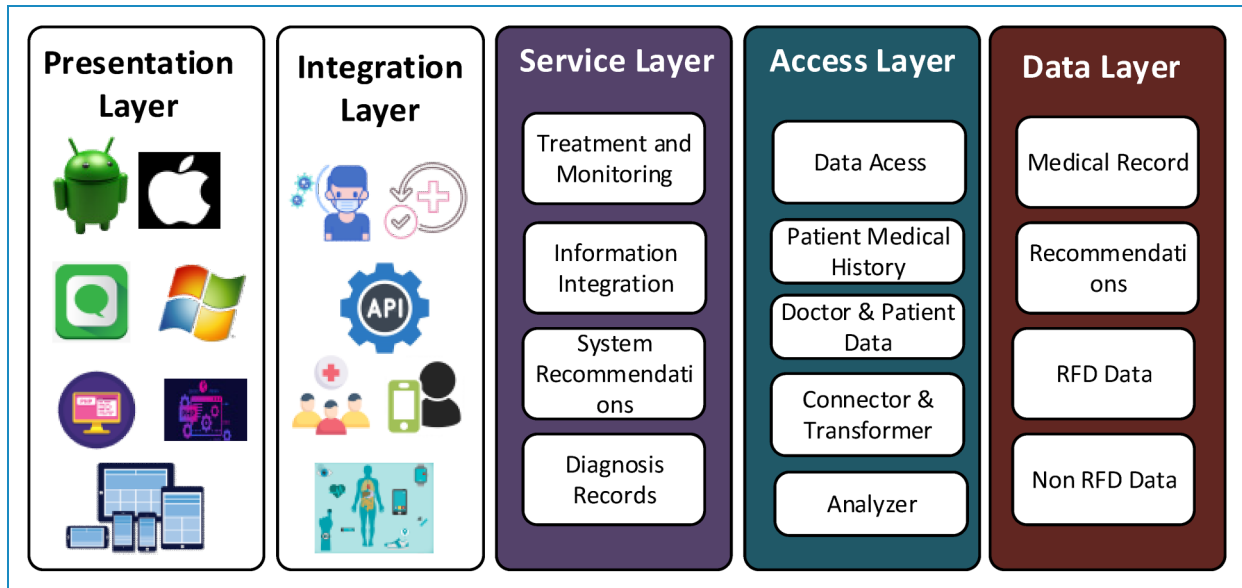 Presentation
Layer
PHP
PHP
Integration
Layer
API
Service Layer
Treatment and
Monitoring
Information
Integration
System
Recommendati
ons
Diagnosis
Records
Access Layer
Data Acess
Patient Medical
History
Doctor & Patient
Data
Connector &
Transformer
Analyzer
Data Layer
Medical Record
Recommendati
ons
RFD Data
Non RFD Data